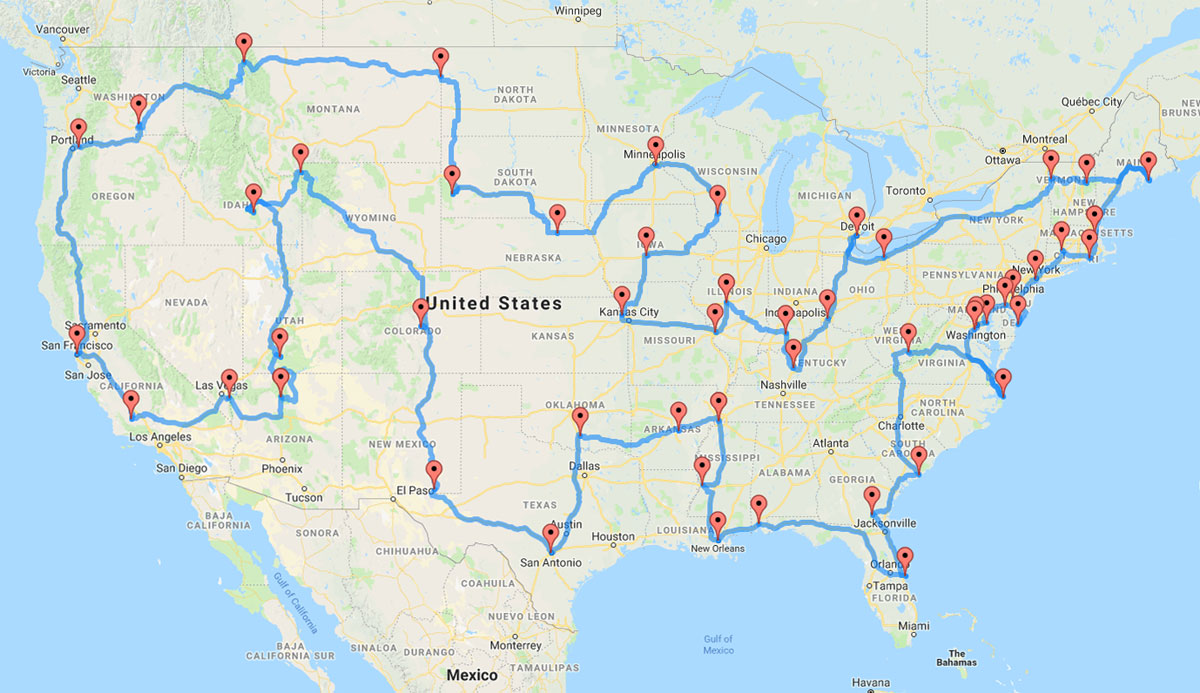 Winnipeg
Vancouver
Victoria
Seattle
WASHINGTON
NORTH
DAKOTA
MONTANA
Québec City
NEW
BRUNSW
MINNESOTA
Montreal
Ottawa
MAIN
Portland
Minneapolis
VERMONT
WISCONSIN
SOUTH
DAKOTA
Toronto
OREGON
IDAHO
MICHIGAN
NEW
HAMPSHIRE
WYOMING
NEW YORK
Detroit
MASSACHUSETTS
RI
Chicago
IOWA
NEBRASKA
PENNSYLVANIA
New York
Philadelphia
ILLINOIS
INDIANA
OHIO
NEVADA
United States
Indianapolis
MARYLAND
NJ
DE
Sacramento
UTAH
COLORADO
Kansas City
San Francisco
KANSAS
MISSOURI
WEST
VIRGINIA
Washington
San Jose
KENTUCKY
VIRGINIA
CALIFORNIA
Las Vegas
Nashville
OKLAHOMA
TENNESSEE
NORTH
CAROLINA
Charlotte
Los Angeles
ARIZONA
NEW MEXICO
ARKANSAS
Atlanta
SOUTH
CAROLINA
San Diego
Phoenix
Dallas
MISSISSIPPI
ALABAMA
GEORGIA
Tucson
El Paso
TEXAS
BAJA
CALIFORNIA
SONORA
Austin
Houston
LOUISIANA
Jacksonville
New Orleans
CHIHUAHUA
San Antonio
Orlando
Tampa
FLORIDA
COAHUILA
Gulf of
California
NUEVO LEON
Miami
Monterrey
Gulf of
Mexico
BAJA
CALIFORNIA SUR
SINALOA
DURANGO
The
Bahamas
Mexico
TAMAULIPAS
Havana